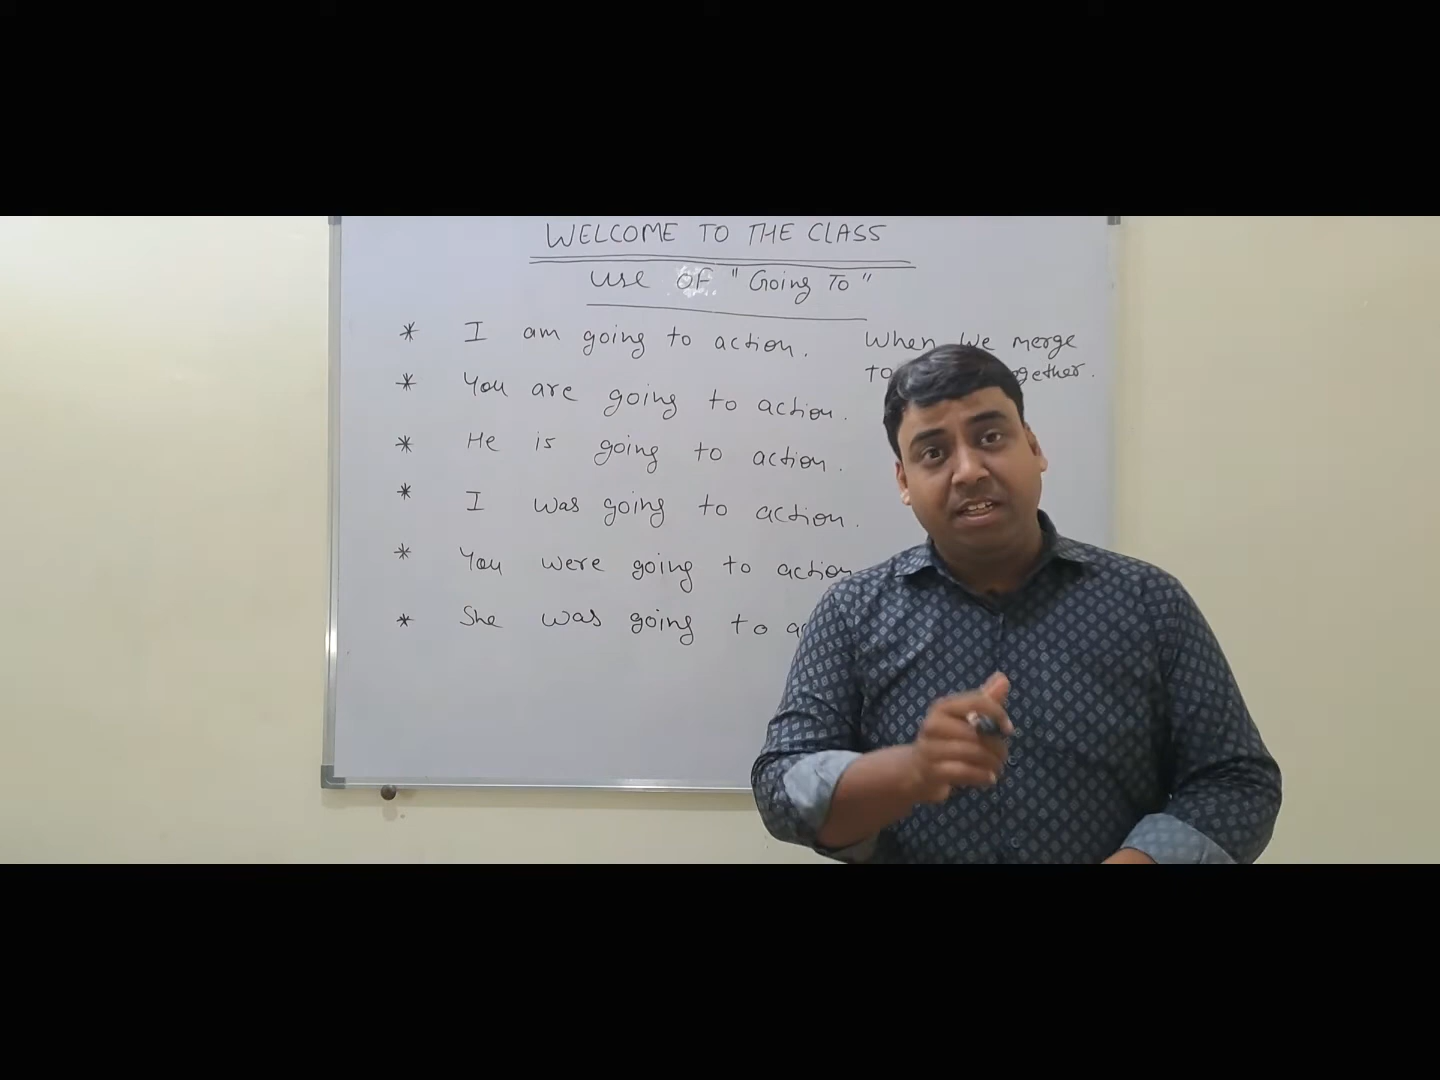 WELCOME TO THE CLASS
Use OF "Going To"
* I am going to action.
* You are going to action.
* He is going to action.
* I was going to action.
* You were going to action
* She was going to
When We merge
to